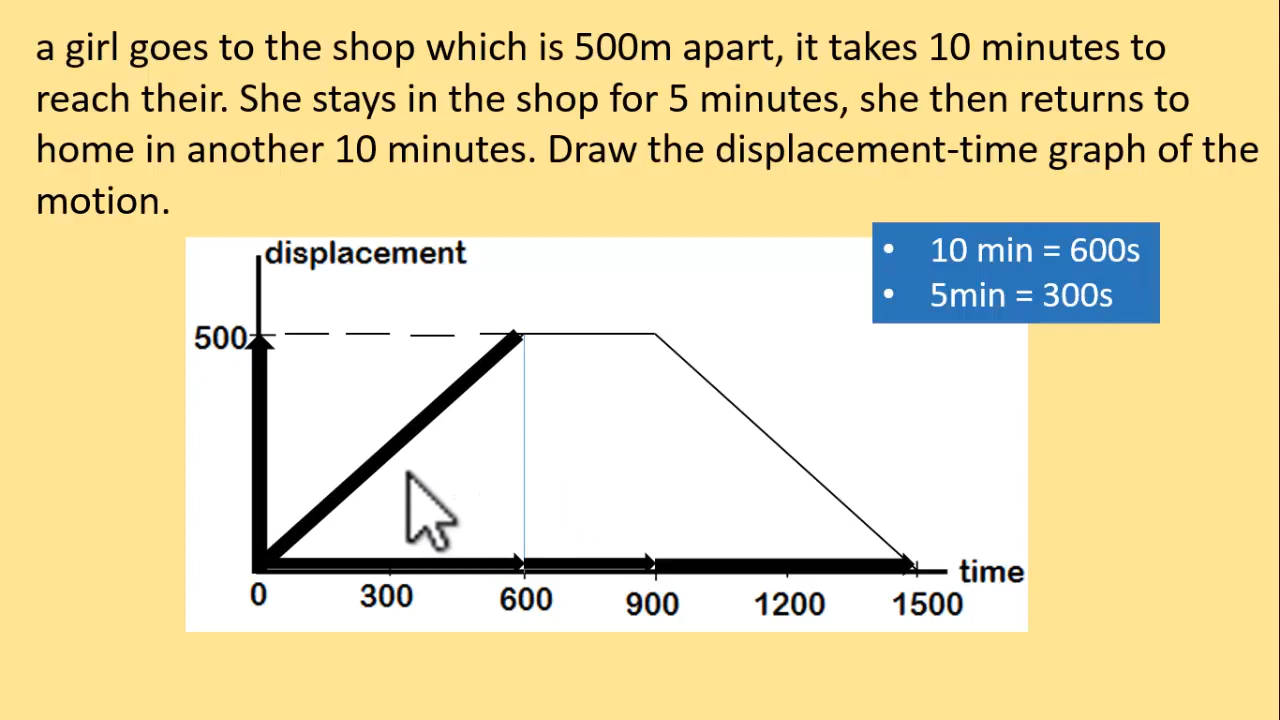 a girl goes to the shop which is 500m apart, it takes 10 minutes to
reach their. She stays in the shop for 5 minutes, she then returns to
home in another 10 minutes. Draw the displacement-time graph of the
motion.
• 10 min = 600s
• 5min = 300s
displacement
500
time
0 300 600 900 1200 1500